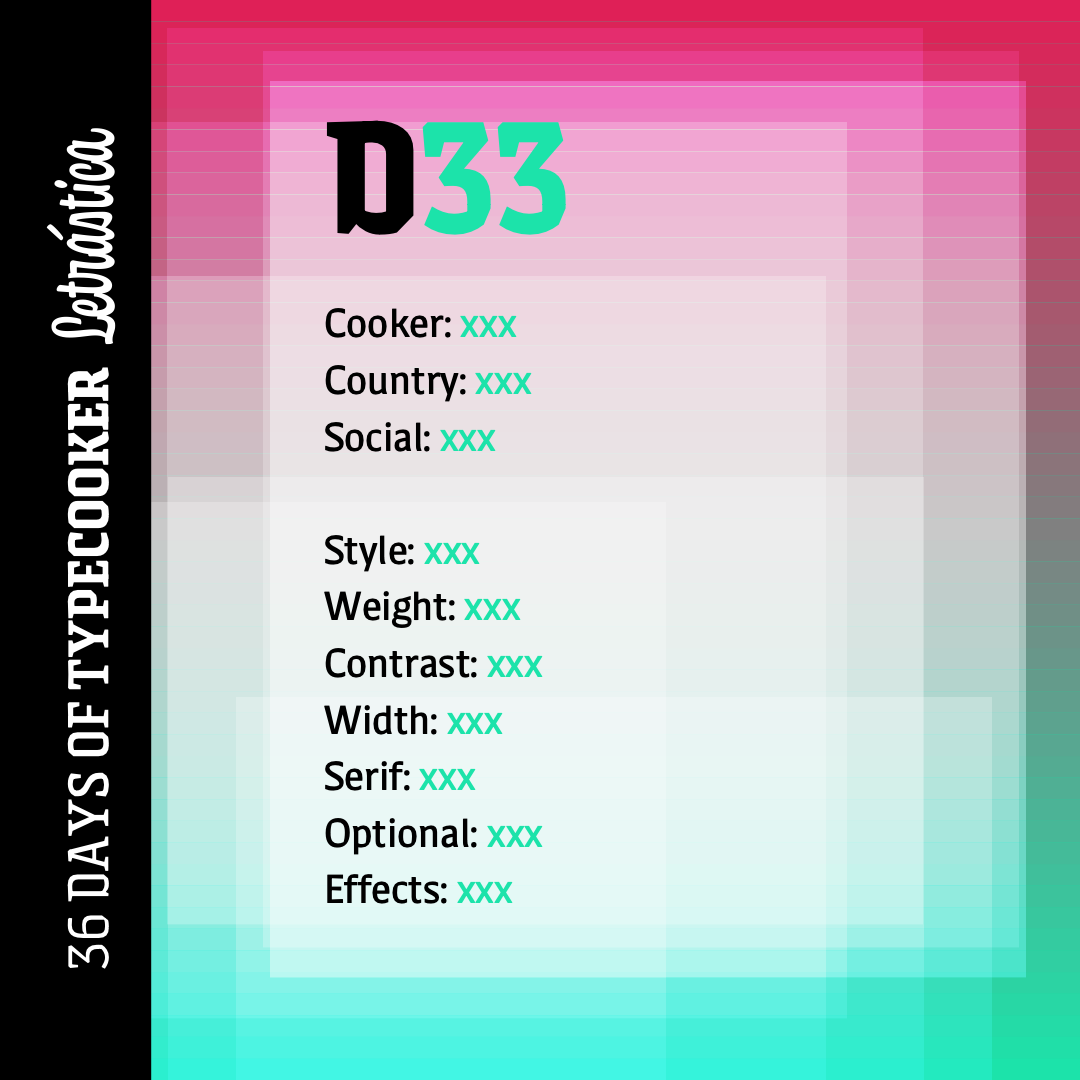 36 DAYS OF TYPECOOKER Letrástica
D33
Cooker: xxx
Country: xxx
Social: xxx
Style: xxx
Weight: xxx
Contrast: xxx
Width: xxx
Serif: xxx
Optional: xxx
Effects: xxx